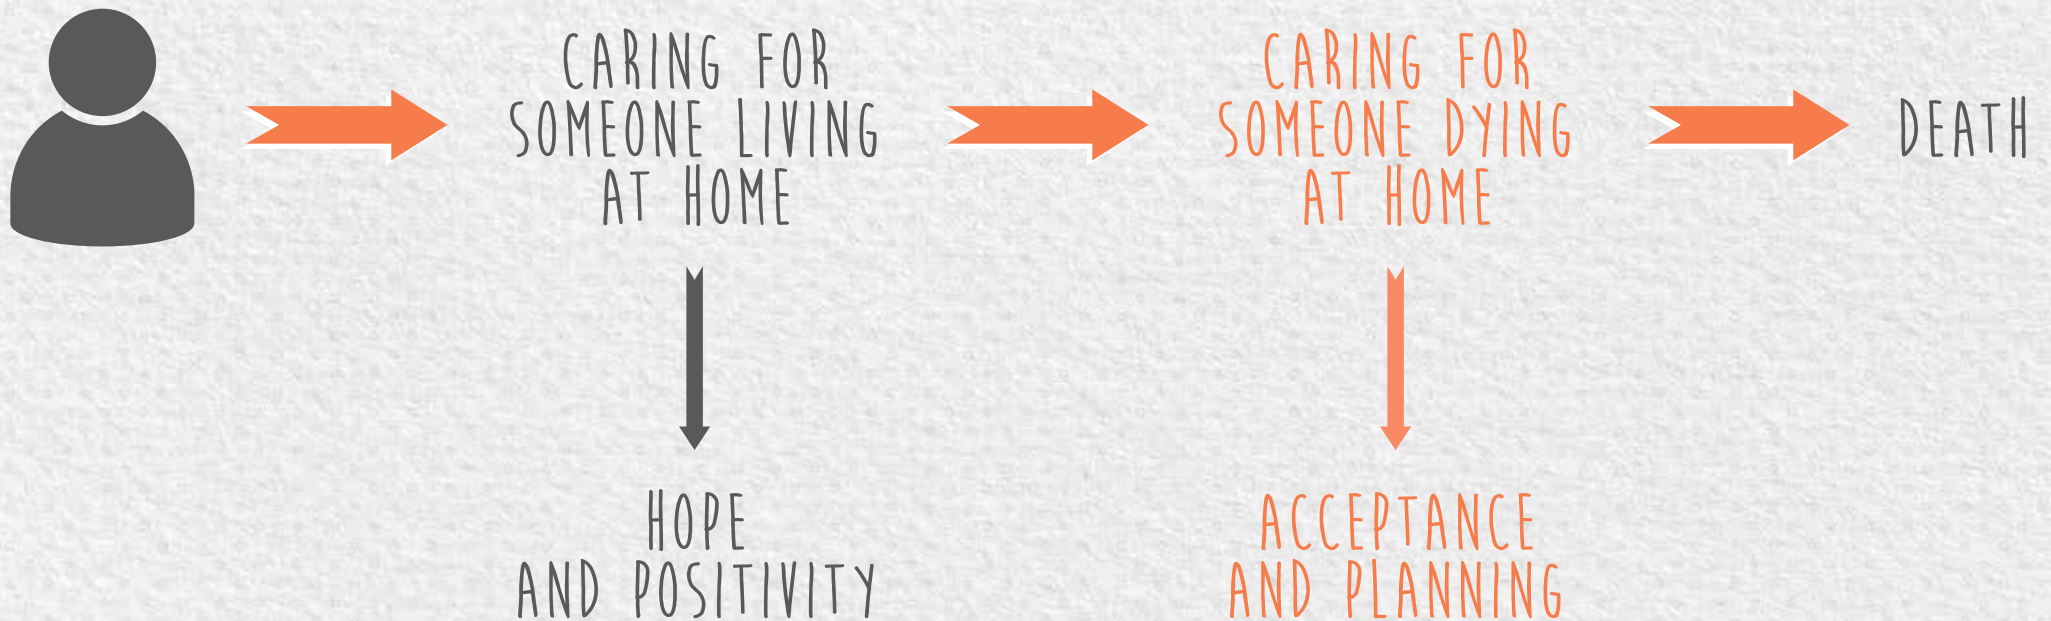 CARING FOR
SOMEONE LIVING
AT HOME
CARING FOR
SOMEONE DYING
AT HOME
DEATH
HOPE
AND POSITIVITY
ACCEPTANCE
AND PLANNING